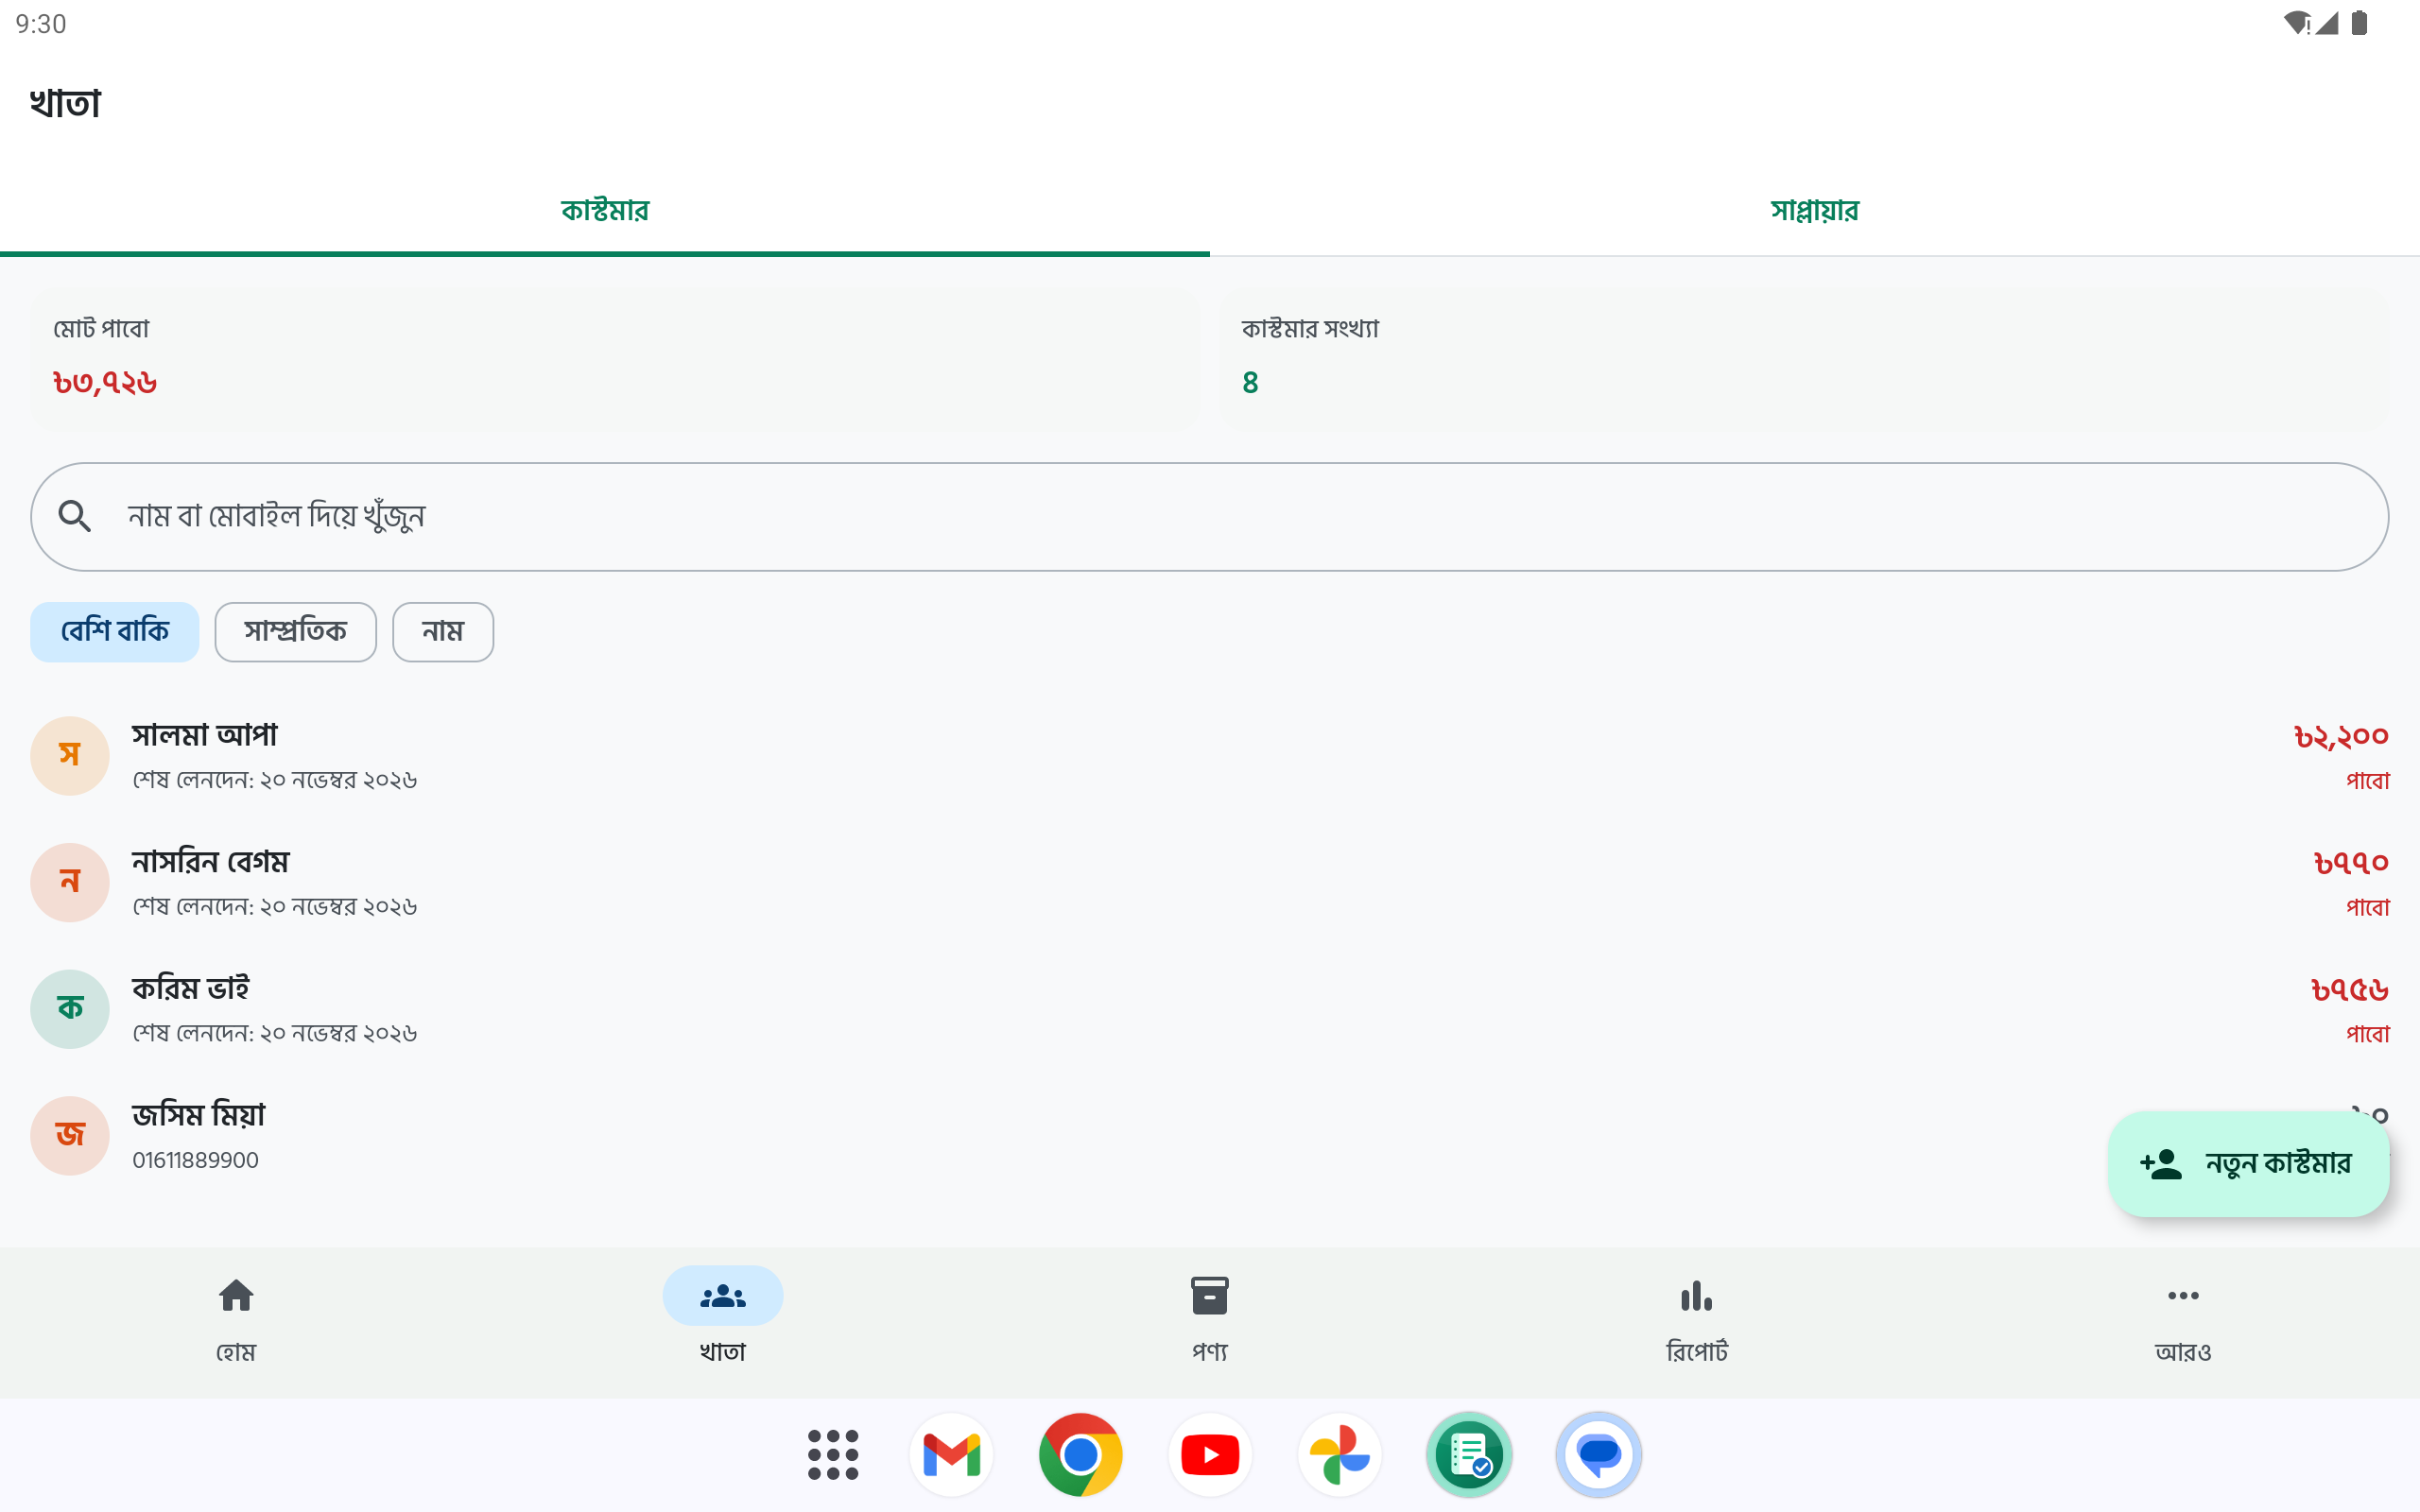 9:30
খাতা
কাস্টমার
সাপ্লায়ার
মোট পাবো
৳৩,৭২৬
কাস্টমার সংখ্যা
৪
নাম বা মোবাইল দিয়ে খুঁজুন
বেশি বাকি
সাম্প্রতিক
নাম
স
সালমা আপা
৳২,২০০
শেষ লেনদেন: ২০ নভেম্বর ২০২৬
পাবো
ন
নাসরিন বেগম
৳৭৭০
শেষ লেনদেন: ২০ নভেম্বর ২০২৬
পাবো
ক
করিম ভাই
৳৭৫৬
শেষ লেনদেন: ২০ নভেম্বর ২০২৬
পাবো
জ
জসিম মিয়া
01611889900
নতুন কাস্টমার
হোম
খাতা
পণ্য
রিপোর্ট
আরও